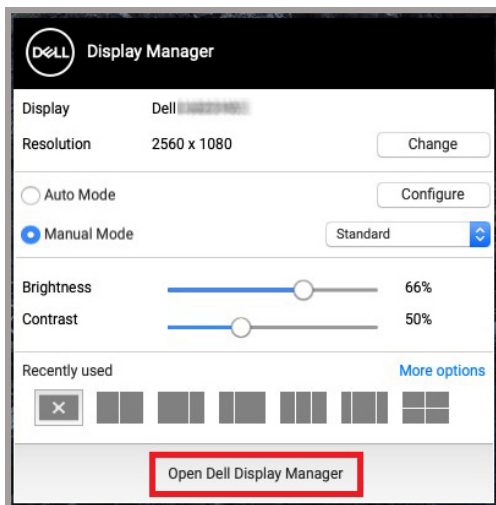 DELL Display Manager
Display Dell
Resolution 2560 x 1080 Change
Auto Mode Configure
Manual Mode Standard
Brightness 66%
Contrast 50%
Recently used More options
Open Dell Display Manager